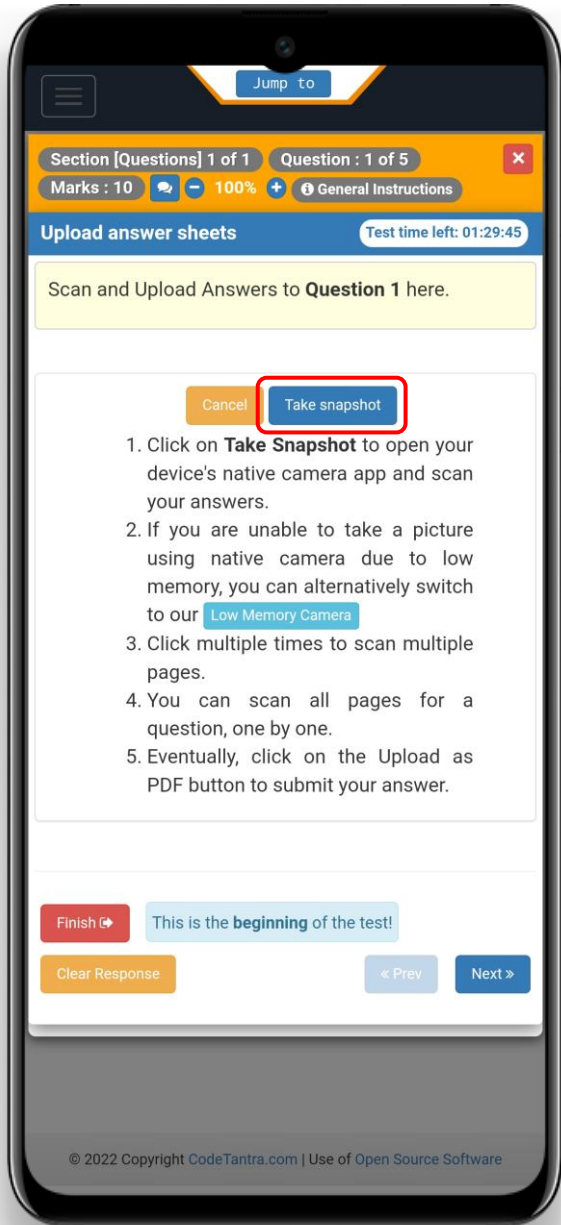 Jump to
Section [Questions] 1 of 1 Question : 1 of 5
Marks : 10 100% General Instructions
Upload answer sheets Test time left: 01:29:45
Scan and Upload Answers to Question 1 here.
Cancel Take snapshot
1. Click on Take Snapshot to open your
device's native camera app and scan
your answers.
2. If you are unable to take a picture
using native camera due to low
memory, you can alternatively switch
to our Low Memory Camera
3. Click multiple times to scan multiple
pages.
4. You can scan all pages for a
question, one by one.
5. Eventually, click on the Upload as
PDF button to submit your answer.
Finish This is the beginning of the test!
Clear Response « Prev Next »
© 2022 Copyright CodeTantra.com | Use of Open Source Software